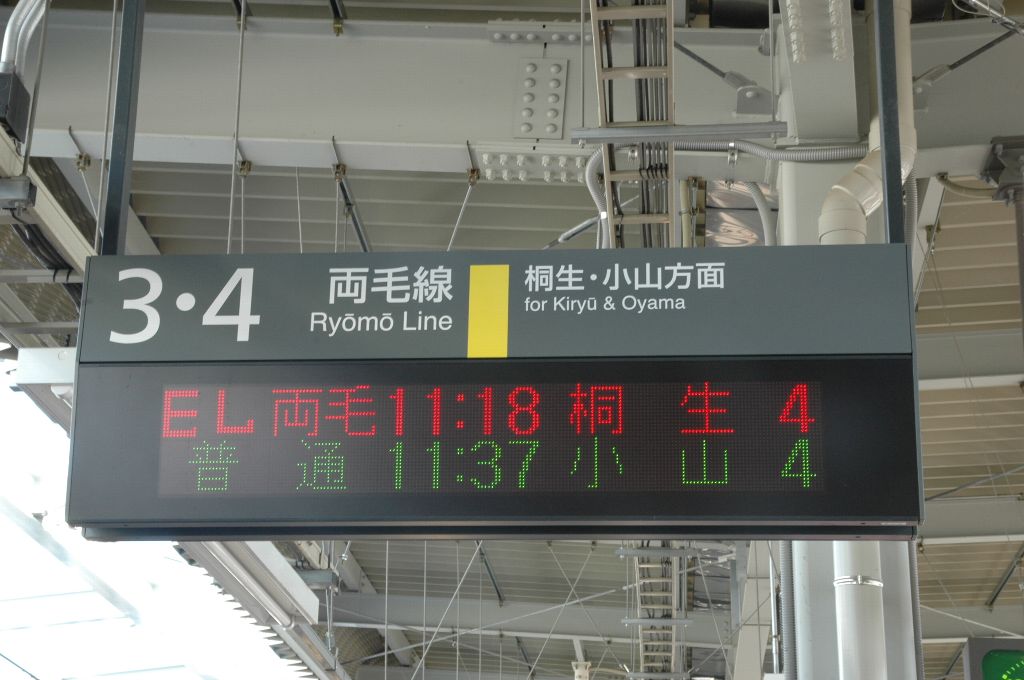 3・4 両毛線 桐生・小山方面
Ryōmō Line for Kiryū & Oyama
EL両毛 11:18 桐生 4
普通 11:37 小山 4